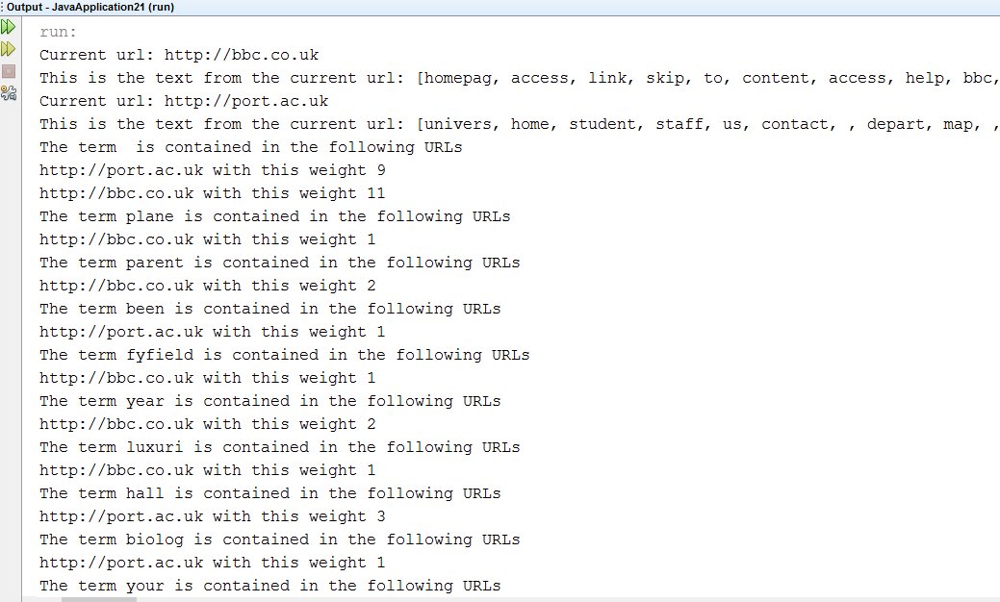 Output - JavaApplication21 (run)
run:
Current url: http://bbc.co.uk
This is the text from the current url: [homepag, access, link, skip, to, content, access, help, bbc,
Current url: http://port.ac.uk
This is the text from the current url: [univers, home, student, staff, us, contact, , depart, map, ,
The term  is contained in the following URLs
http://port.ac.uk with this weight 9
http://bbc.co.uk with this weight 11
The term plane is contained in the following URLs
http://bbc.co.uk with this weight 1
The term parent is contained in the following URLs
http://bbc.co.uk with this weight 2
The term been is contained in the following URLs
http://port.ac.uk with this weight 1
The term fyfield is contained in the following URLs
http://bbc.co.uk with this weight 1
The term year is contained in the following URLs
http://bbc.co.uk with this weight 2
The term luxuri is contained in the following URLs
http://bbc.co.uk with this weight 1
The term hall is contained in the following URLs
http://port.ac.uk with this weight 3
The term biolog is contained in the following URLs
http://port.ac.uk with this weight 1
The term your is contained in the following URLs